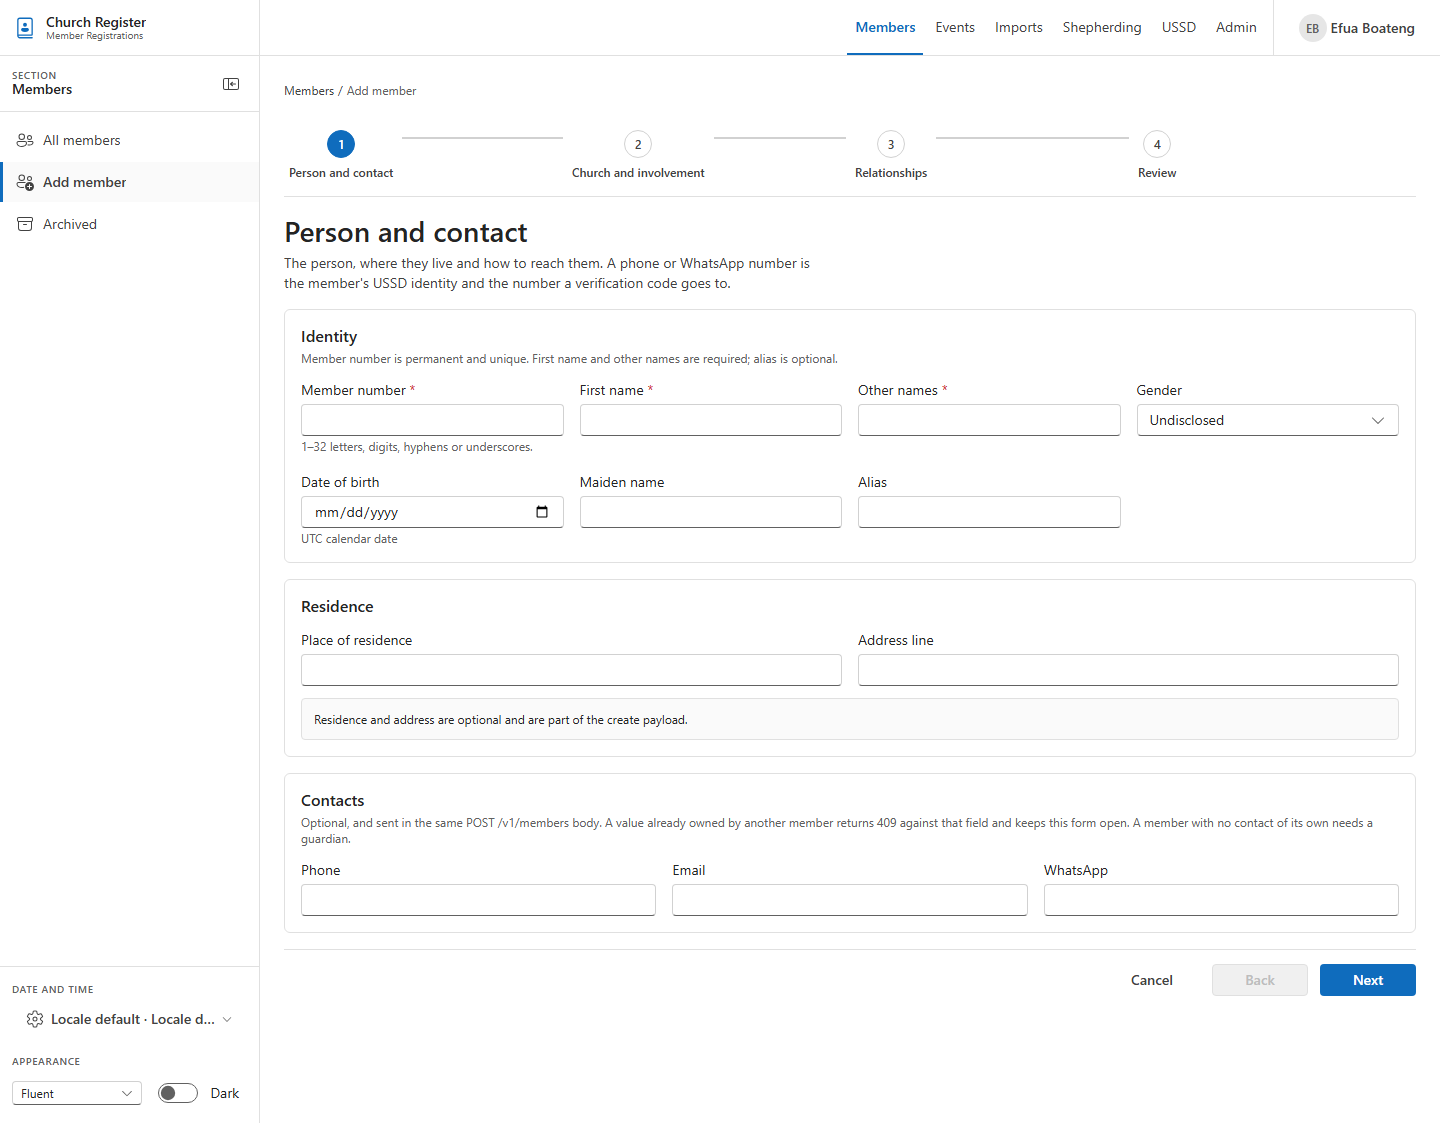 Church Register
Member Registrations
Members
Events
Imports
Shepherding
USSD
Admin
EB
Efua Boateng
SECTION
Members
All members
Add member
Archived
Members / Add member
1
Person and contact
2
Church and involvement
3
Relationships
4
Review
Person and contact
The person, where they live and how to reach them. A phone or WhatsApp number is
the member's USSD identity and the number a verification code goes to.
Identity
Member number is permanent and unique. First name and other names are required; alias is optional.
Member number *
First name *
Other names *
Gender
Undisclosed
1–32 letters, digits, hyphens or underscores.
Date of birth
Maiden name
Alias
mm/dd/yyyy
UTC calendar date
Residence
Place of residence
Address line
Residence and address are optional and are part of the create payload.
Contacts
Optional, and sent in the same POST /v1/members body. A value already owned by another member returns 409 against that field and keeps this form open. A member with no contact of its own needs a
guardian.
Phone
Email
WhatsApp
Cancel
Back
Next
DATE AND TIME
Locale default · Locale d...
APPEARANCE
Fluent
Dark